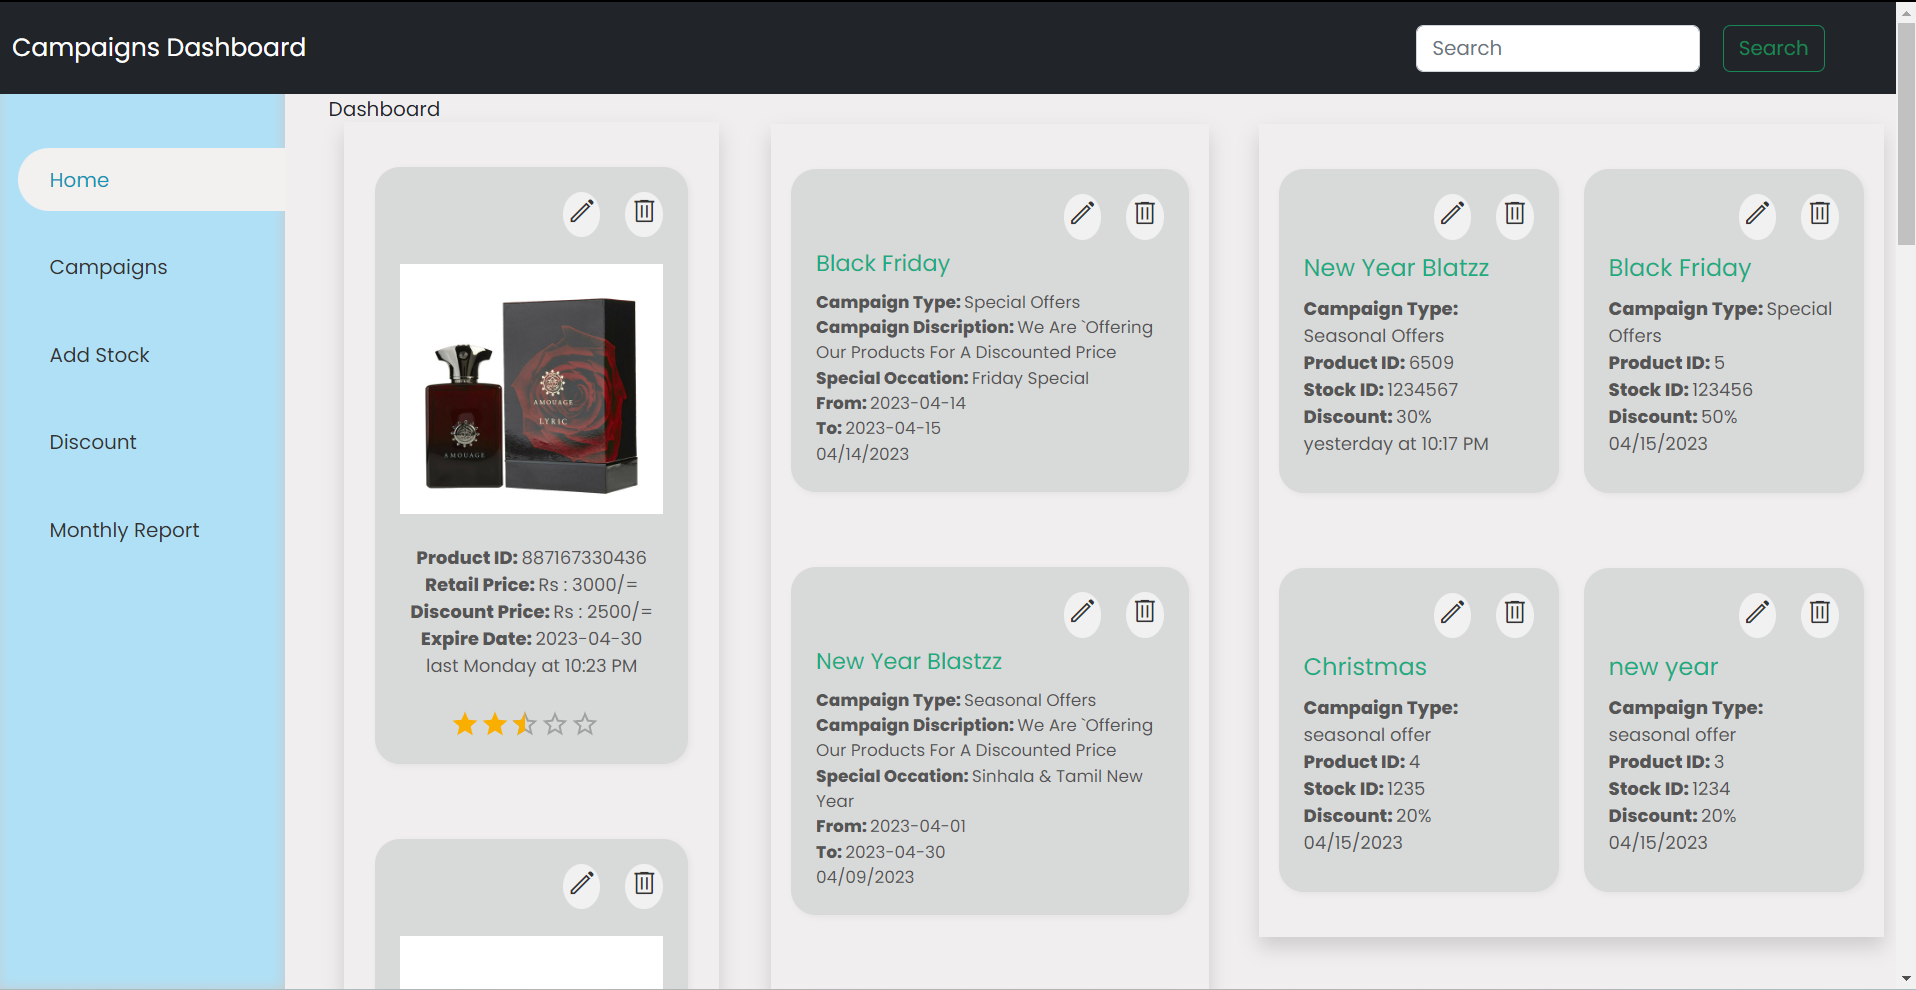 Campaigns Dashboard
Search
Search
Home
Campaigns
Add Stock
Discount
Monthly Report
Dashboard
AMOUAGE
LYRIC
AMOUAGE
Product ID: 887167330436
Retail Price: Rs : 3000/=
Discount Price: Rs : 2500/=
Expire Date: 2023-04-30
last Monday at 10:23 PM
Black Friday
Campaign Type: Special Offers
Campaign Discription: We Are `Offering
Our Products For A Discounted Price
Special Occation: Friday Special
From: 2023-04-14
To: 2023-04-15
04/14/2023
New Year Blastzz
Campaign Type: Seasonal Offers
Campaign Discription: We Are `Offering
Our Products For A Discounted Price
Special Occation: Sinhala & Tamil New
Year
From: 2023-04-01
To: 2023-04-30
04/09/2023
New Year Blatzz
Campaign Type:
Seasonal Offers
Product ID: 6509
Stock ID: 1234567
Discount: 30%
yesterday at 10:17 PM
Black Friday
Campaign Type: Special
Offers
Product ID: 5
Stock ID: 123456
Discount: 50%
04/15/2023
Christmas
Campaign Type:
seasonal offer
Product ID: 4
Stock ID: 1235
Discount: 20%
04/15/2023
new year
Campaign Type:
seasonal offer
Product ID: 3
Stock ID: 1234
Discount: 20%
04/15/2023